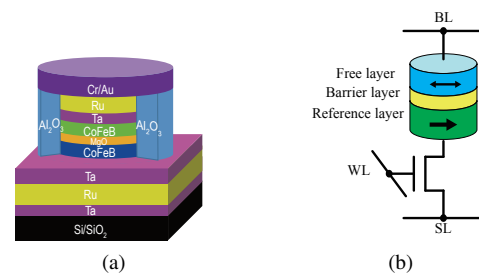 Cr/Au
Ru
Ta
Al2O3
CoFeB
Al2O3
MgO
CoFeB
Ta
Ru
Ta
Si/SiO2
(a)
BL
Free layer
Barrier layer
Reference layer
WL
SL
(b)